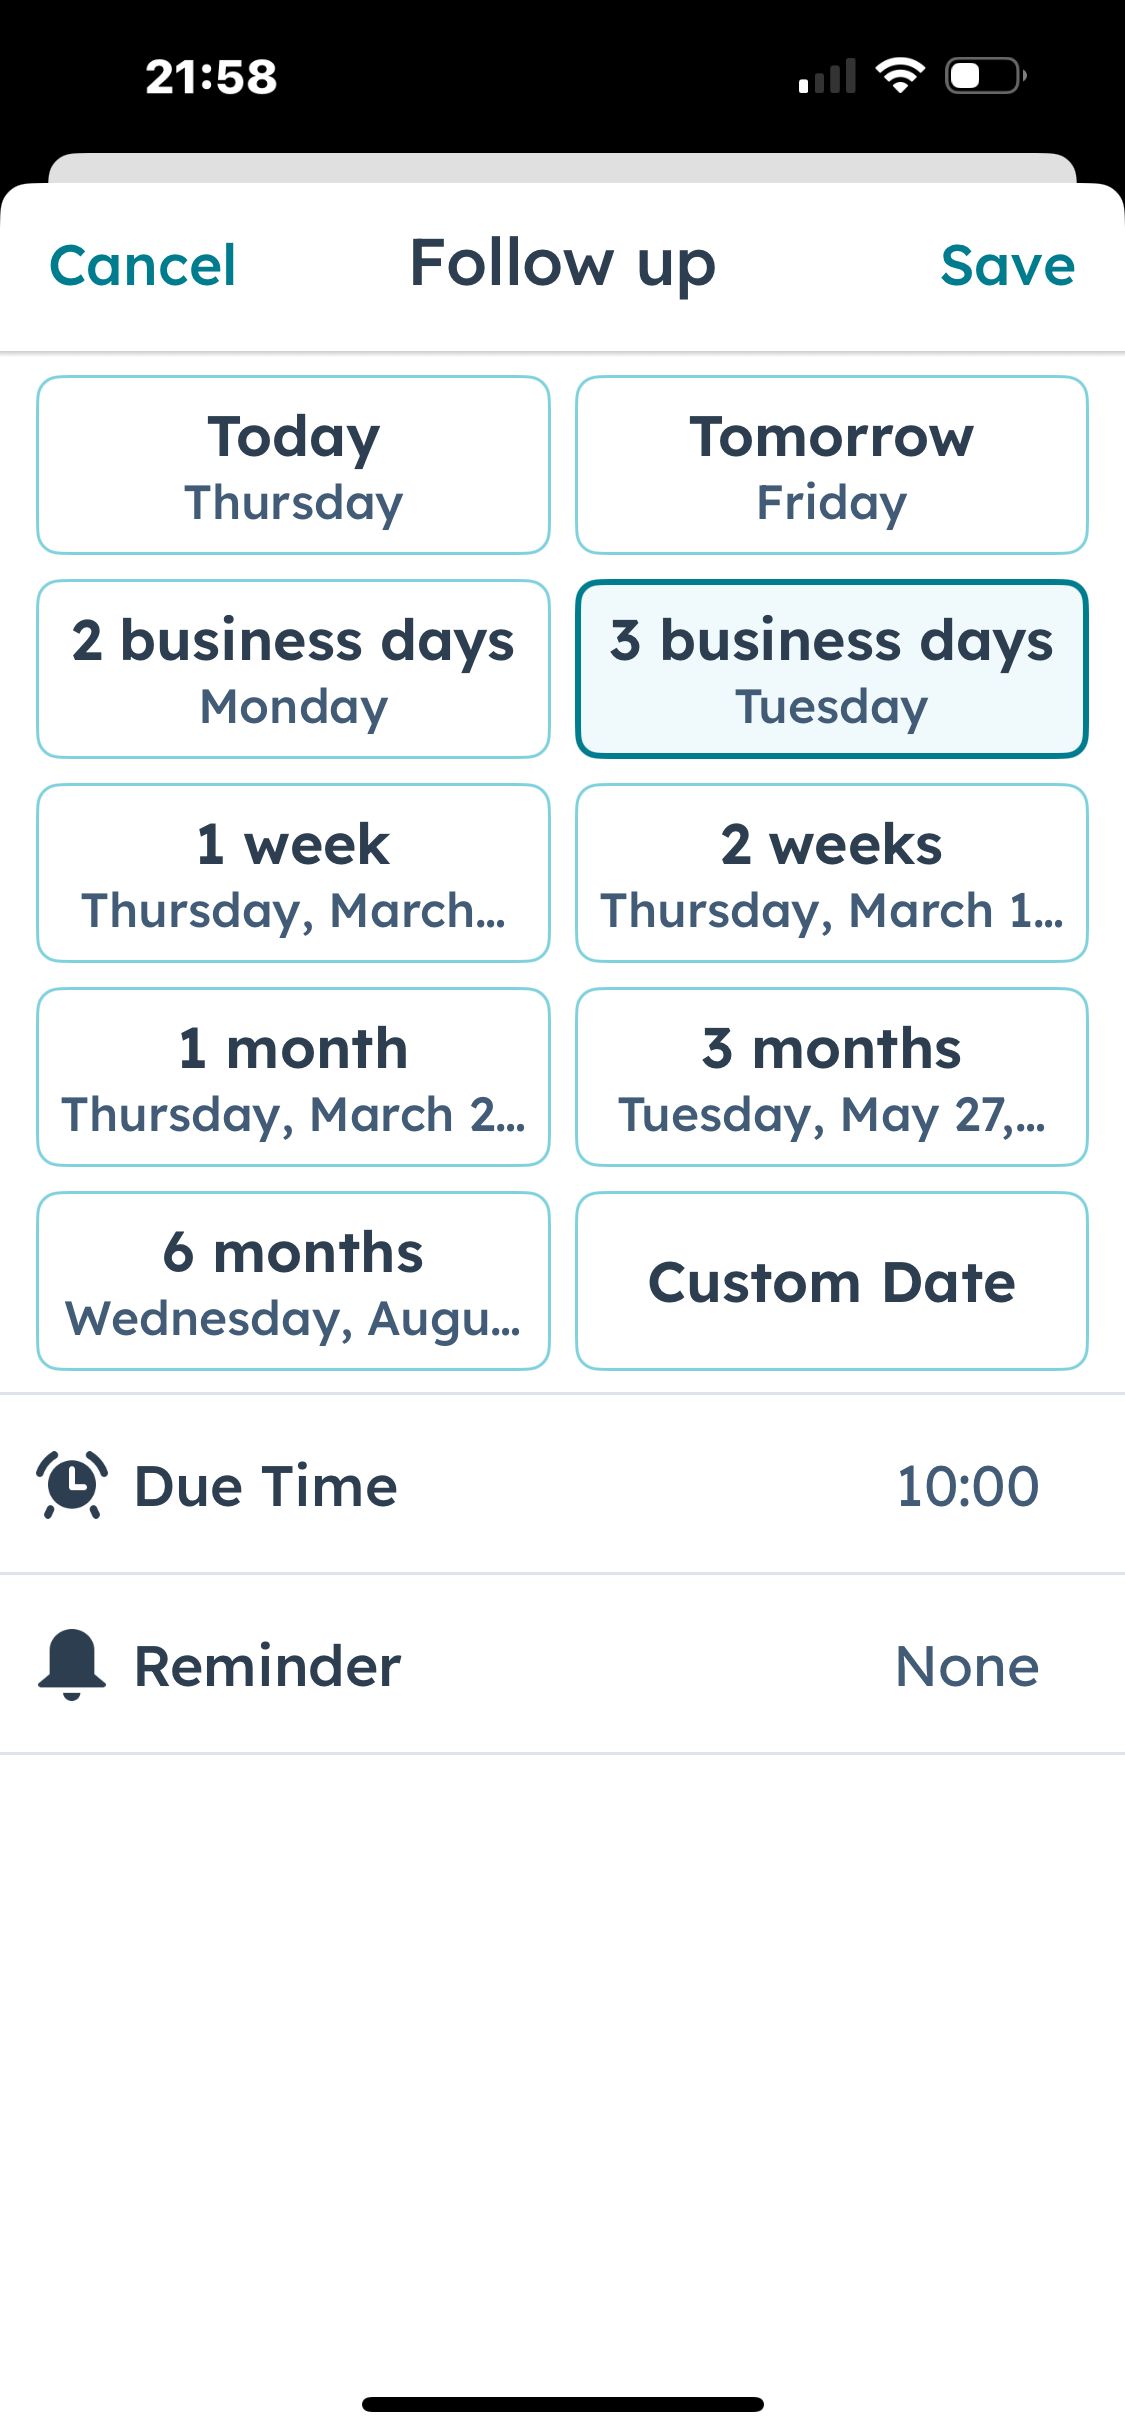 21:58
Cancel Follow up Save
Today
Thursday
Tomorrow
Friday
2 business days
Monday
3 business days
Tuesday
1 week
Thursday, March...
2 weeks
Thursday, March 1...
1 month
Thursday, March 2...
3 months
Tuesday, May 27,...
6 months
Wednesday, Augu...
Custom Date
Due Time 10:00
Reminder None